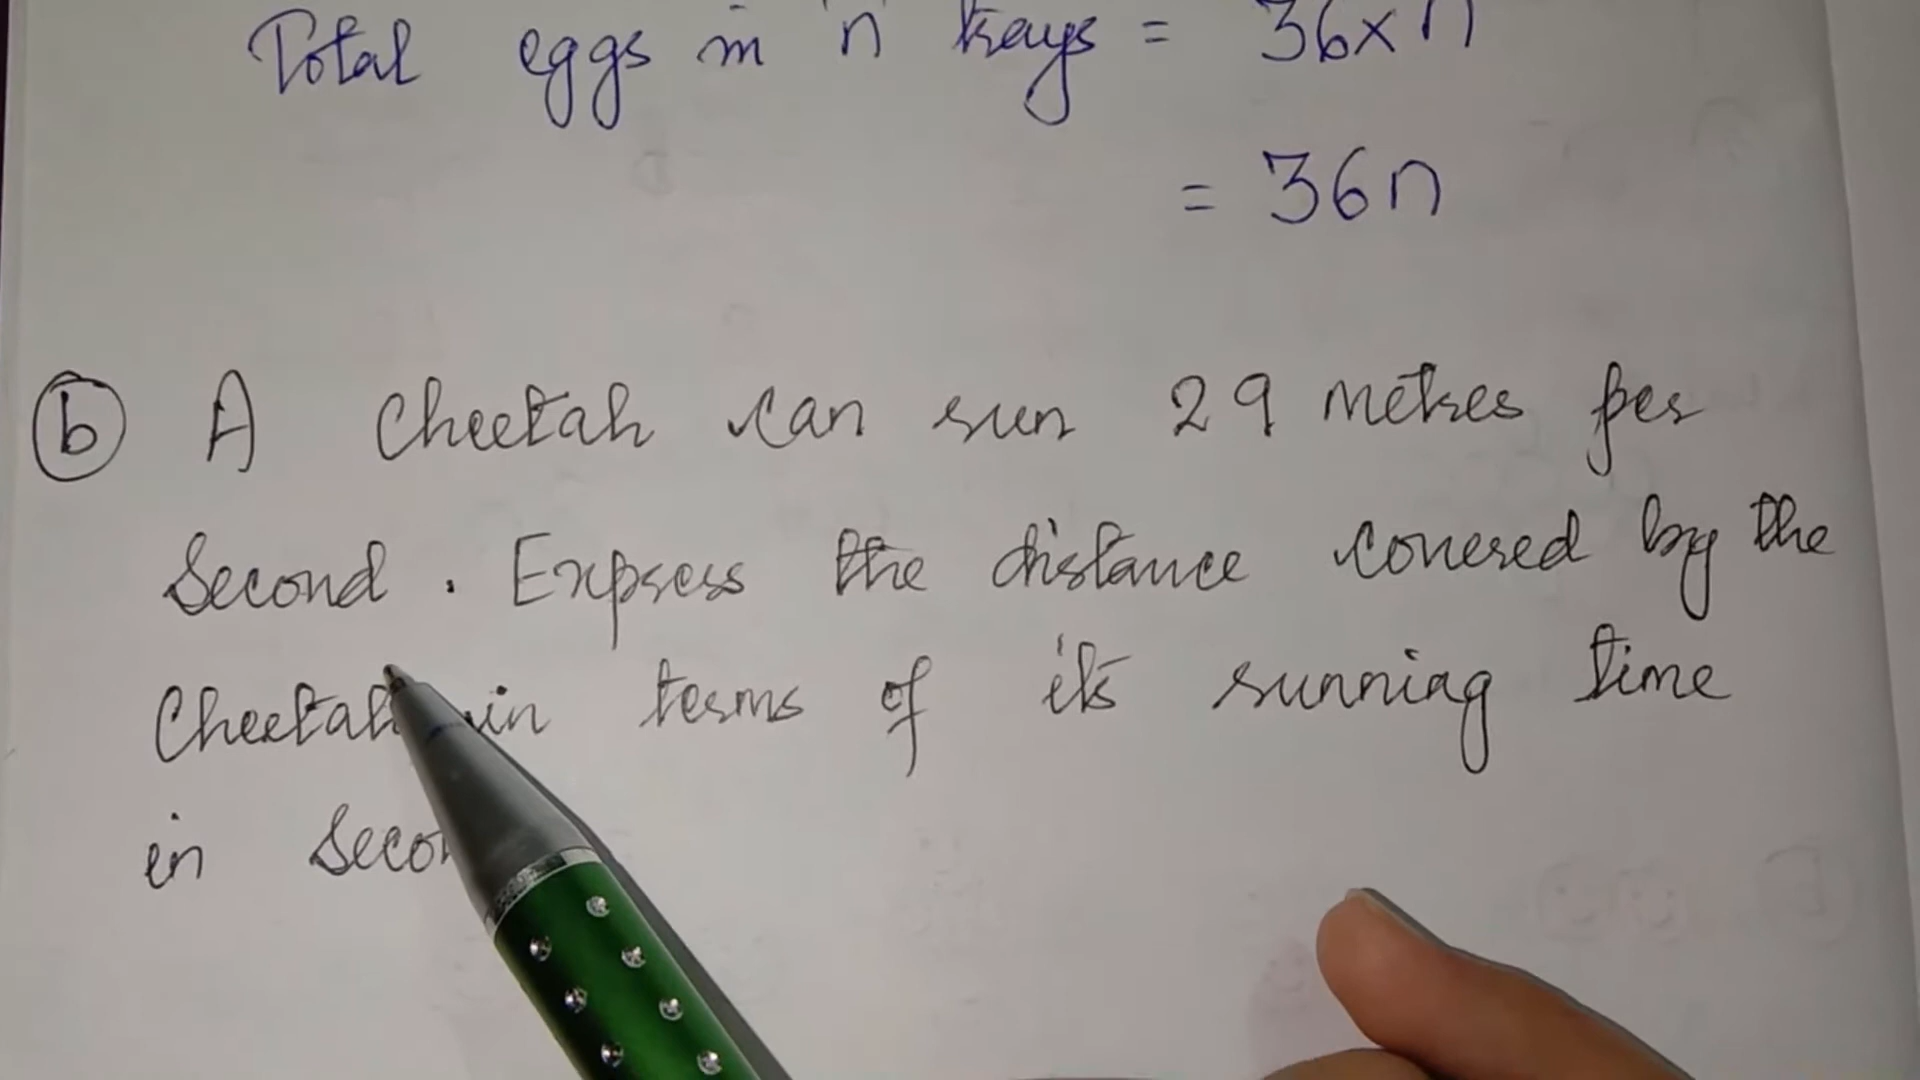 Total eggs in 'n' trays = 36×n
= 36n
b A Cheetah can run 29 metres per
Second. Express the distance covered by the
Cheetah in terms of its running time
in